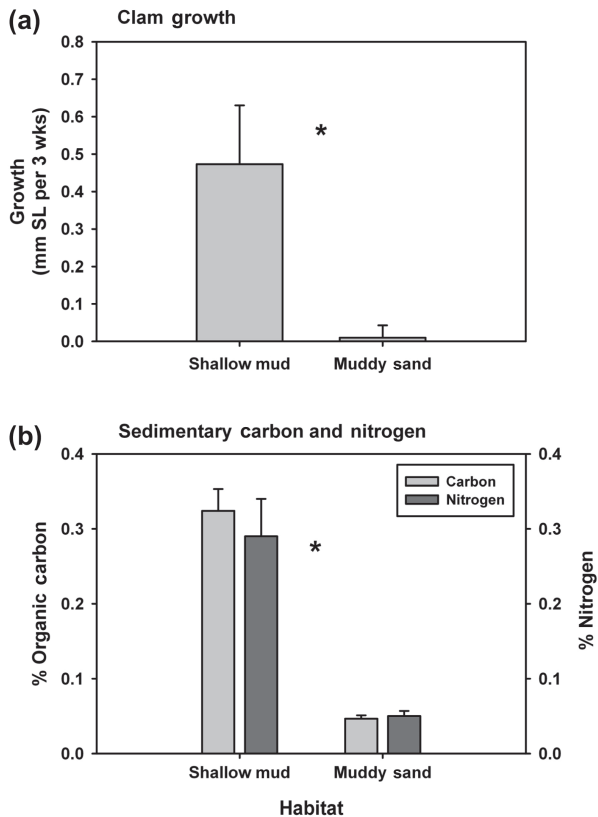 (a) Clam growth
0.8
0.7
0.6
0.5
0.4
0.3
0.2
0.1
0.0
Growth
(mm SL per 3 wks)
*
Shallow mud Muddy sand
(b) Sedimentary carbon and nitrogen
0.4
0.3
0.2
0.1
0.0
% Organic carbon
Carbon
Nitrogen
*
0.4
0.3
0.2
0.1
0.0
% Nitrogen
Shallow mud Muddy sand
Habitat